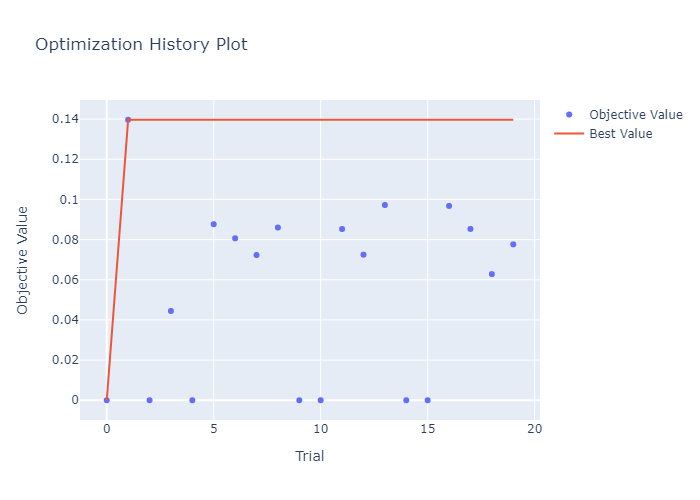 Optimization History Plot
Objective Value
Best Value
0.14
0.12
0.1
0.08
0.06
0.04
0.02
0
Objective Value
0
5
10
15
20
Trial